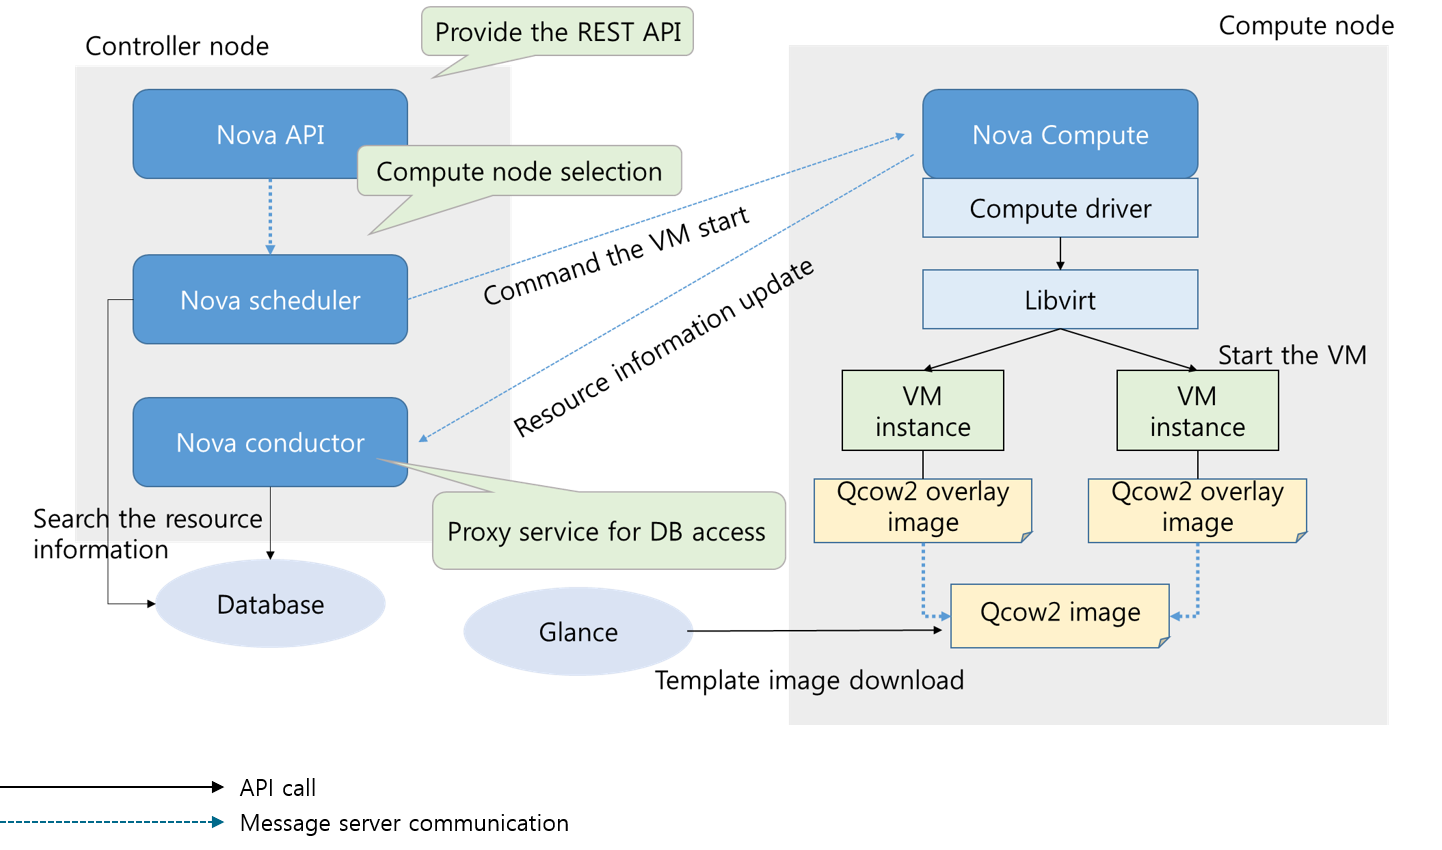 Provide the REST API
Controller node
Compute node
Nova API
Compute node selection
Nova Compute
Compute driver
Nova scheduler
Command the VM start
Resource information update
Libvirt
Start the VM
VM
instance
VM
instance
Nova conductor
Qcow2 overlay
image
Qcow2 overlay
image
Search the resource
information
Proxy service for DB access
Database
Glance
Qcow2 image
Template image download
API call
Message server communication